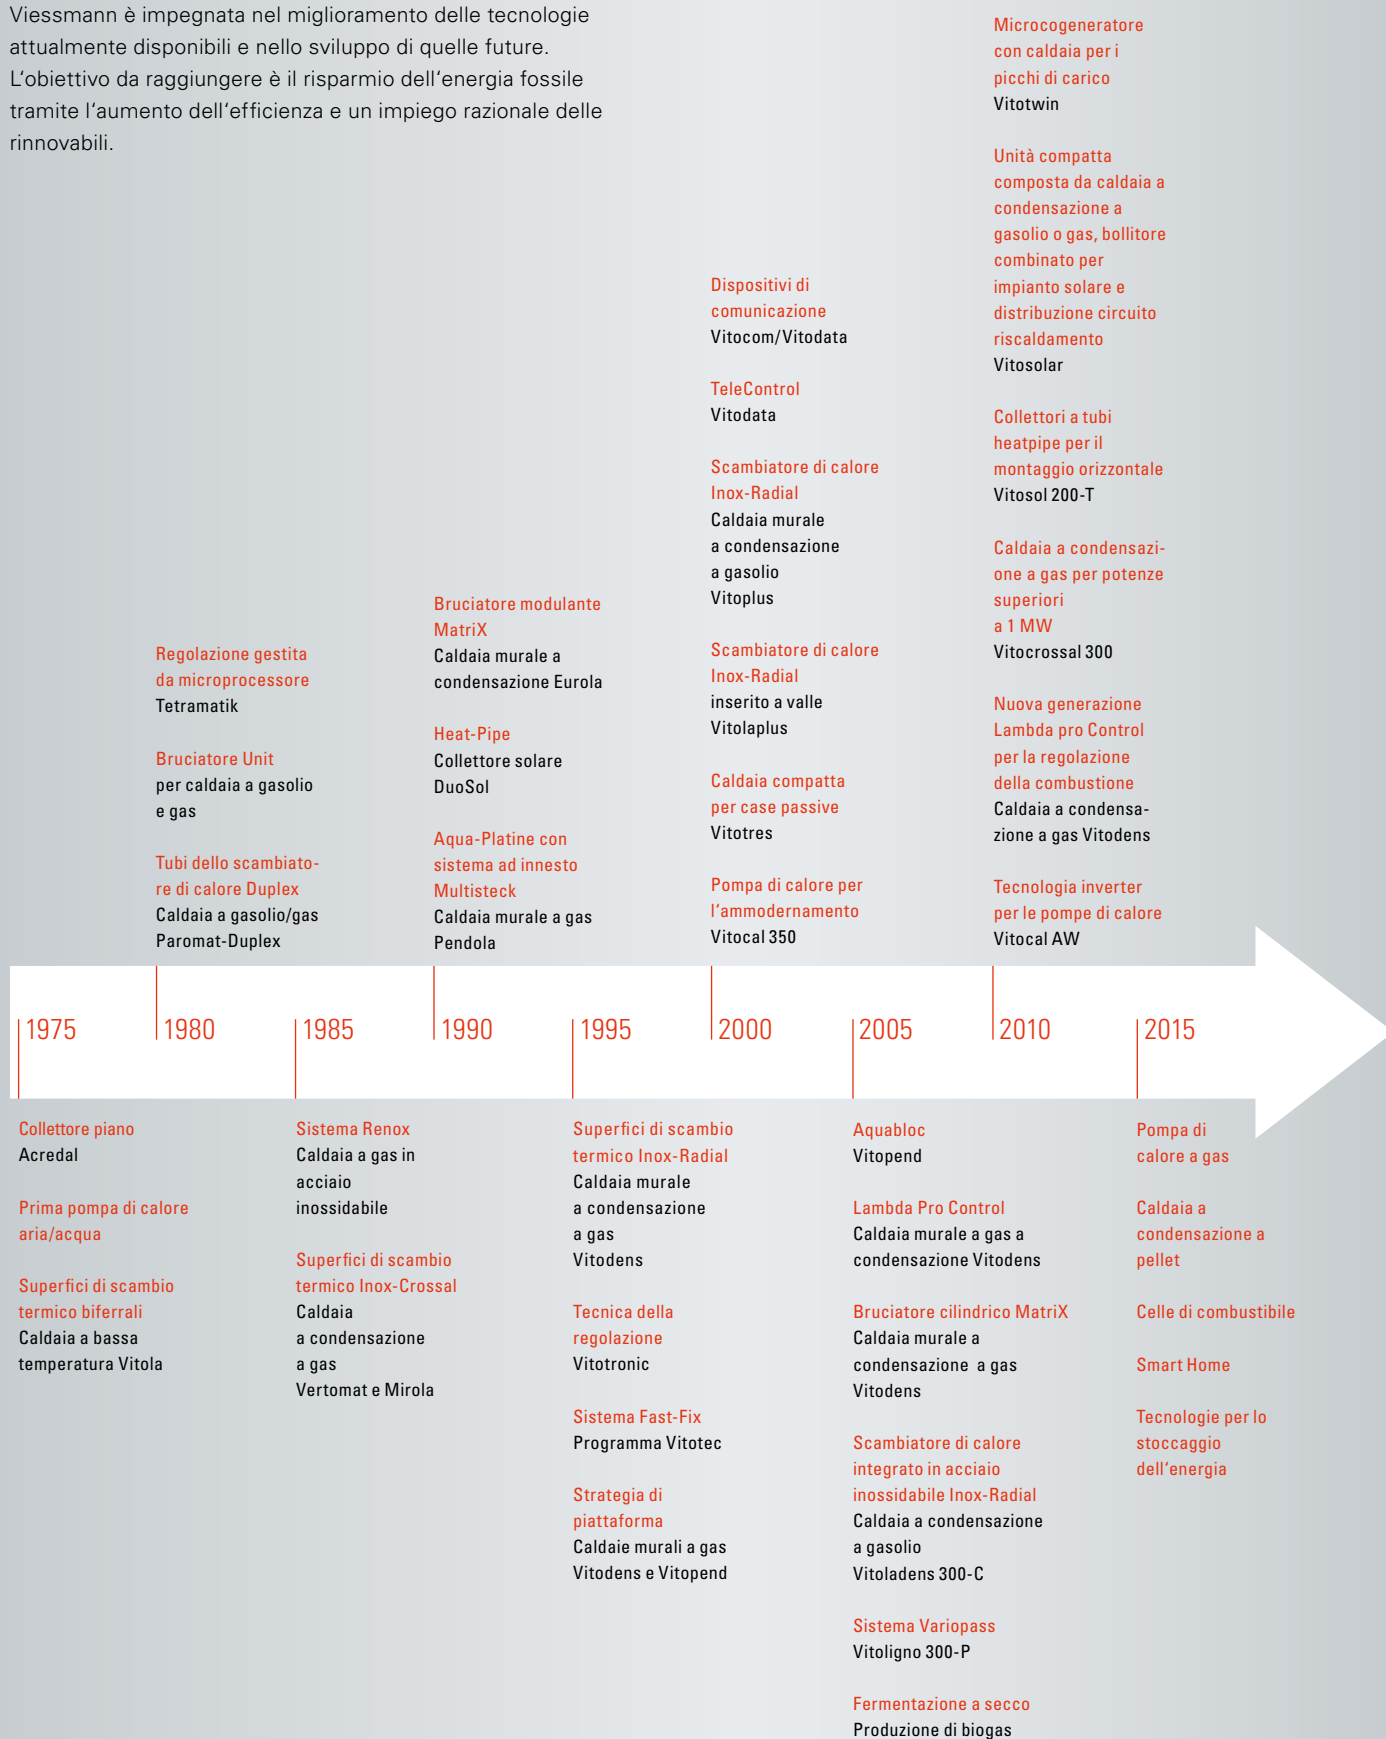 Viessmann è impegnata nel miglioramento delle tecnologie
attualmente disponibili e nello sviluppo di quelle future.
L‘obiettivo da raggiungere è il risparmio dell‘energia fossile
tramite l‘aumento dell‘efficienza e un impiego razionale delle
rinnovabili.
Regolazione gestita
da microprocessore
Tetramatik
Bruciatore Unit
per caldaia a gasolio
e gas
Tubi dello scambiato-
re di calore Duplex
Caldaia a gasolio/gas
Paromat-Duplex
Bruciatore modulante
MatriX
Caldaia murale a
condensazione Eurola
Heat-Pipe
Collettore solare
DuoSol
Aqua-Platine con
sistema ad innesto
Multisteck
Caldaia murale a gas
Pendola
Dispositivi di
comunicazione
Vitocom/Vitodata
TeleControl
Vitodata
Scambiatore di calore
Inox-Radial
Caldaia murale
a condensazione
a gasolio
Vitoplus
Scambiatore di calore
Inox-Radial
inserito a valle
Vitolaplus
Caldaia compatta
per case passive
Vitotres
Pompa di calore per
l‘ammodernamento
Vitocal 350
Microcogeneratore
con caldaia per i
picchi di carico
Vitotwin
Unità compatta
composta da caldaia a
condensazione a
gasolio o gas, bollitore
combinato per
impianto solare e
distribuzione circuito
riscaldamento
Vitosolar
Collettori a tubi
heatpipe per il
montaggio orizzontale
Vitosol 200-T
Caldaia a condensazi-
one a gas per potenze
superiori
a 1 MW
Vitocrossal 300
Nuova generazione
Lambda pro Control
per la regolazione
della combustione
Caldaia a condensa-
zione a gas Vitodens
Tecnologia inverter
per le pompe di calore
Vitocal AW
1975
1980
1985
1990
1995
2000
2005
2010
2015
Collettore piano
Acredal
Prima pompa di calore
aria/acqua
Superfici di scambio
termico biferrali
Caldaia a bassa
temperatura Vitola
Sistema Renox
Caldaia a gas in
acciaio
inossidabile
Superfici di scambio
termico Inox-Crossal
Caldaia
a condensazione
a gas
Vertomat e Mirola
Superfici di scambio
termico Inox-Radial
Caldaia murale
a condensazione
a gas
Vitodens
Tecnica della
regolazione
Vitotronic
Sistema Fast-Fix
Programma Vitotec
Strategia di
piattaforma
Caldaie murali a gas
Vitodens e Vitopend
Aquabloc
Vitopend
Lambda Pro Control
Caldaia murale a gas a
condensazione Vitodens
Bruciatore cilindrico MatriX
Caldaia murale a
condensazione a gas
Vitodens
Scambiatore di calore
integrato in acciaio
inossidabile Inox-Radial
Caldaia a condensazione
a gasolio
Vitoladens 300-C
Sistema Variopass
Vitoligno 300-P
Fermentazione a secco
Produzione di biogas
Pompa di
calore a gas
Caldaia a
condensazione a
pellet
Celle di combustibile
Smart Home
Tecnologie per lo
stoccaggio
dell‘energia